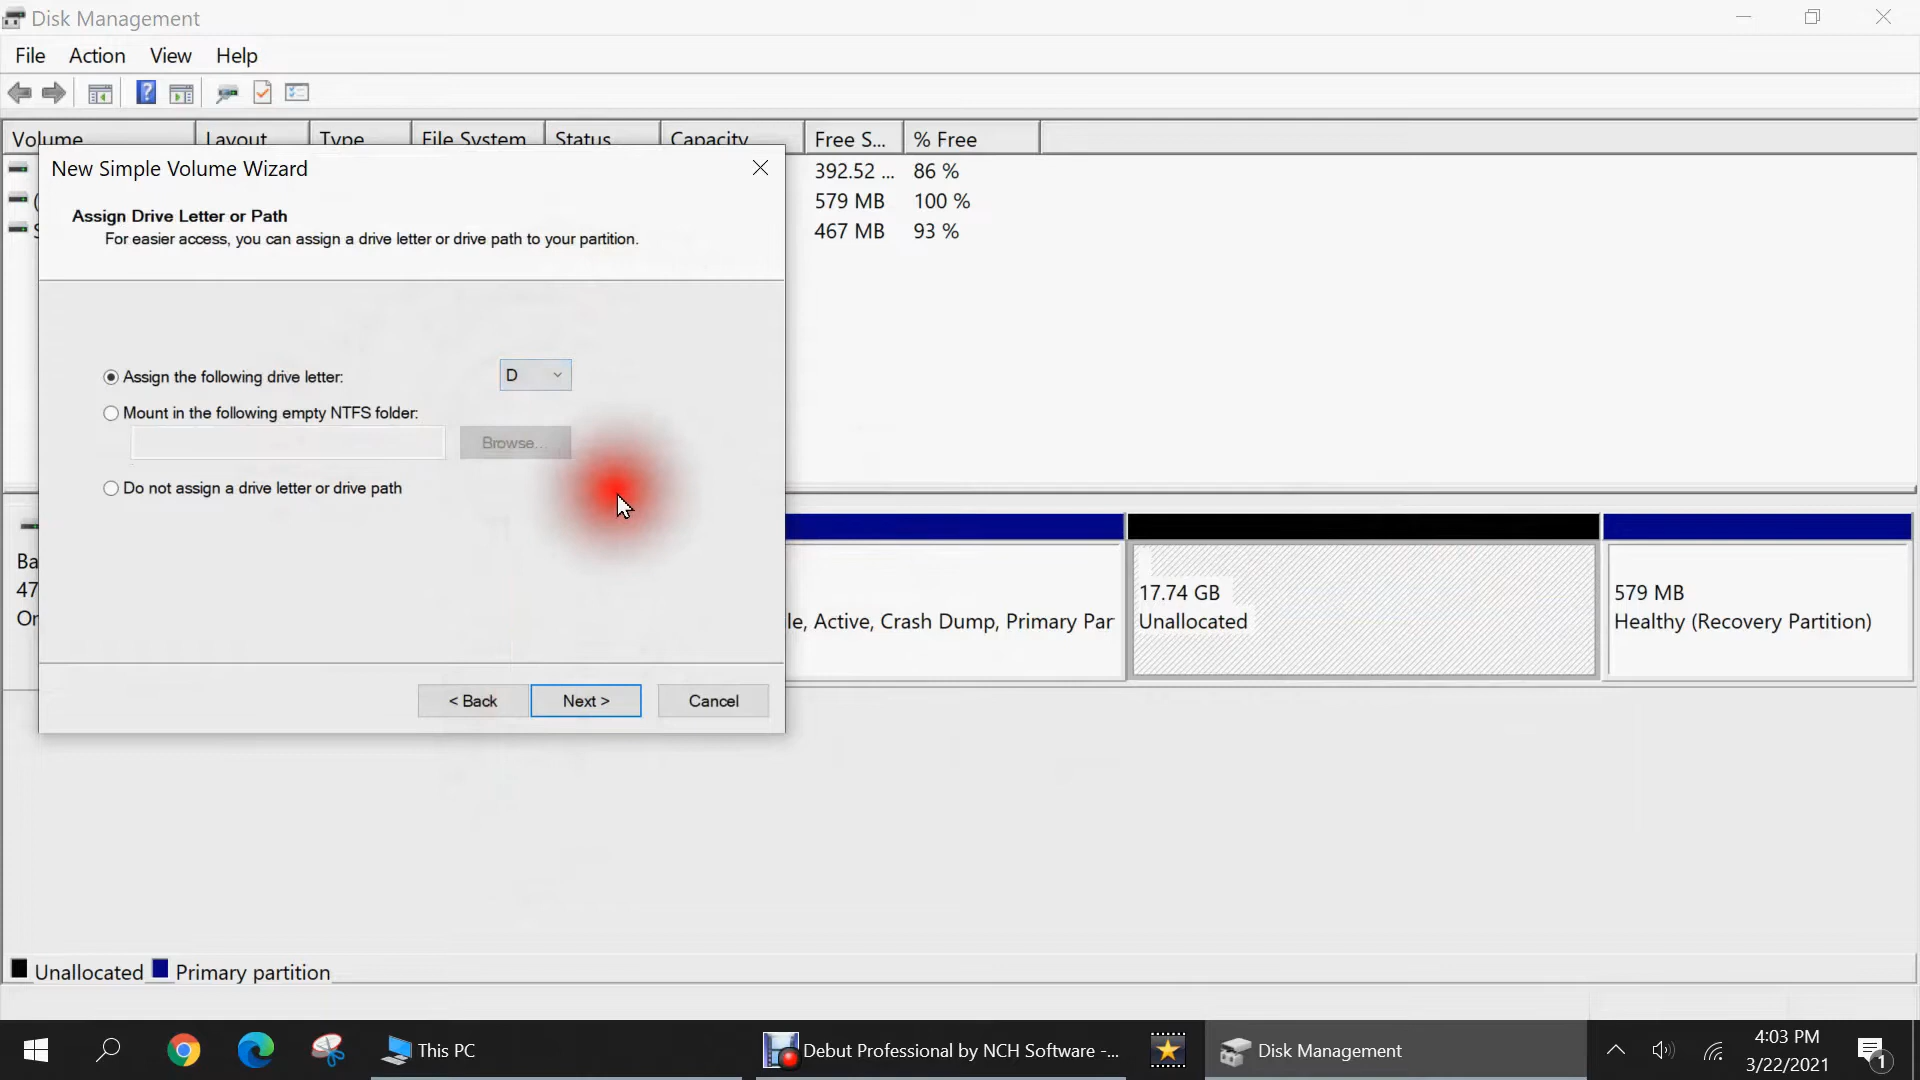 Disk Management
File Action View Help
Volume Layout Type File System Status Capacity Free S... % Free
392.52 ... 86 %
579 MB 100 %
467 MB 93 %
New Simple Volume Wizard
Assign Drive Letter or Path
For easier access, you can assign a drive letter or drive path to your partition.
Assign the following drive letter: D
Mount in the following empty NTFS folder:
Browse...
Do not assign a drive letter or drive path
< Back Next > Cancel
Ba
47
On
le, Active, Crash Dump, Primary Par
17.74 GB
Unallocated
579 MB
Healthy (Recovery Partition)
Unallocated Primary partition
This PC
Debut Professional by NCH Software -...
Disk Management
4:03 PM
3/22/2021
1